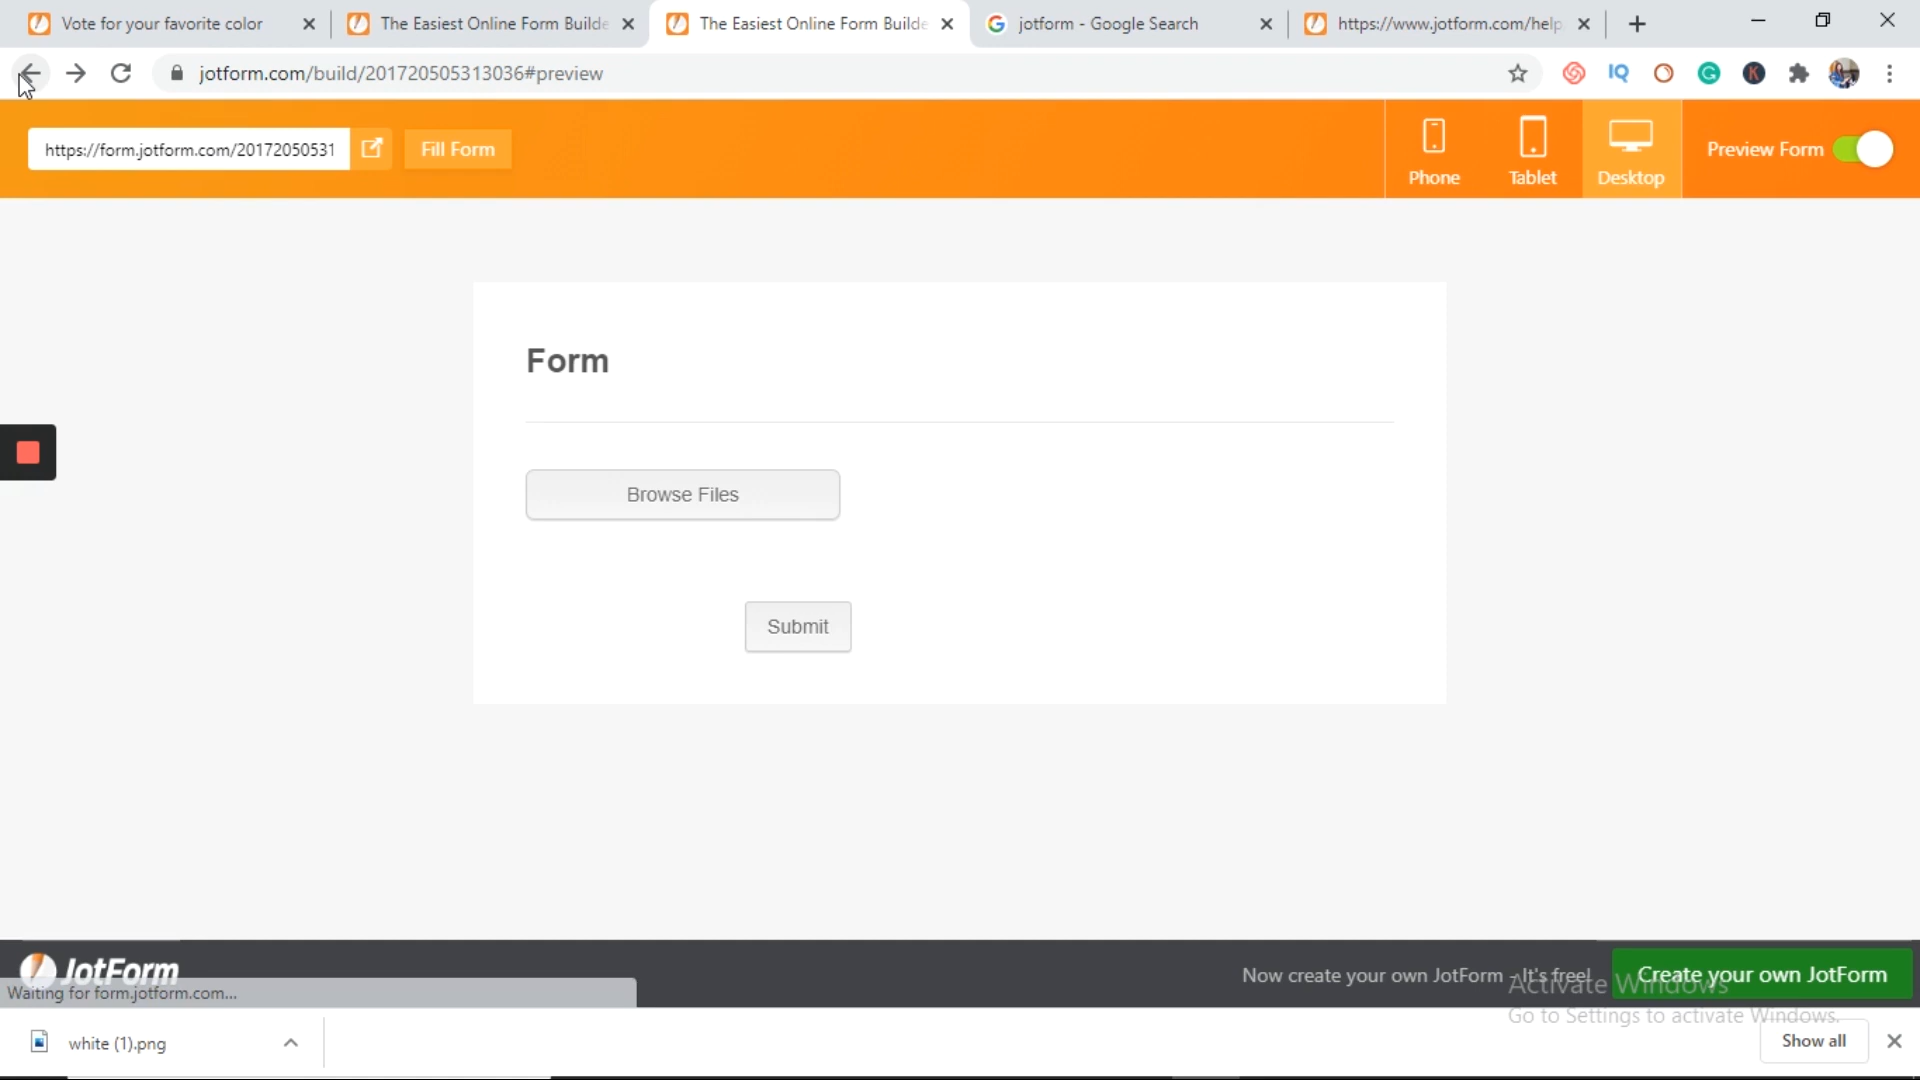 Vote for your favorite color
The Easiest Online Form Builde
The Easiest Online Form Builde
jotform - Google Search
https://www.jotform.com/help
jotform.com/build/201720505313036#preview
IQ
G
K
https://form.jotform.com/20172050531
Fill Form
Phone
Tablet
Desktop
Preview Form
Form
Browse Files
Submit
JotForm
Now create your own JotForm - It's free!
Create your own JotForm
Waiting for form.jotform.com...
Activate Windows
Go to Settings to activate Windows.
white (1).png
Show all